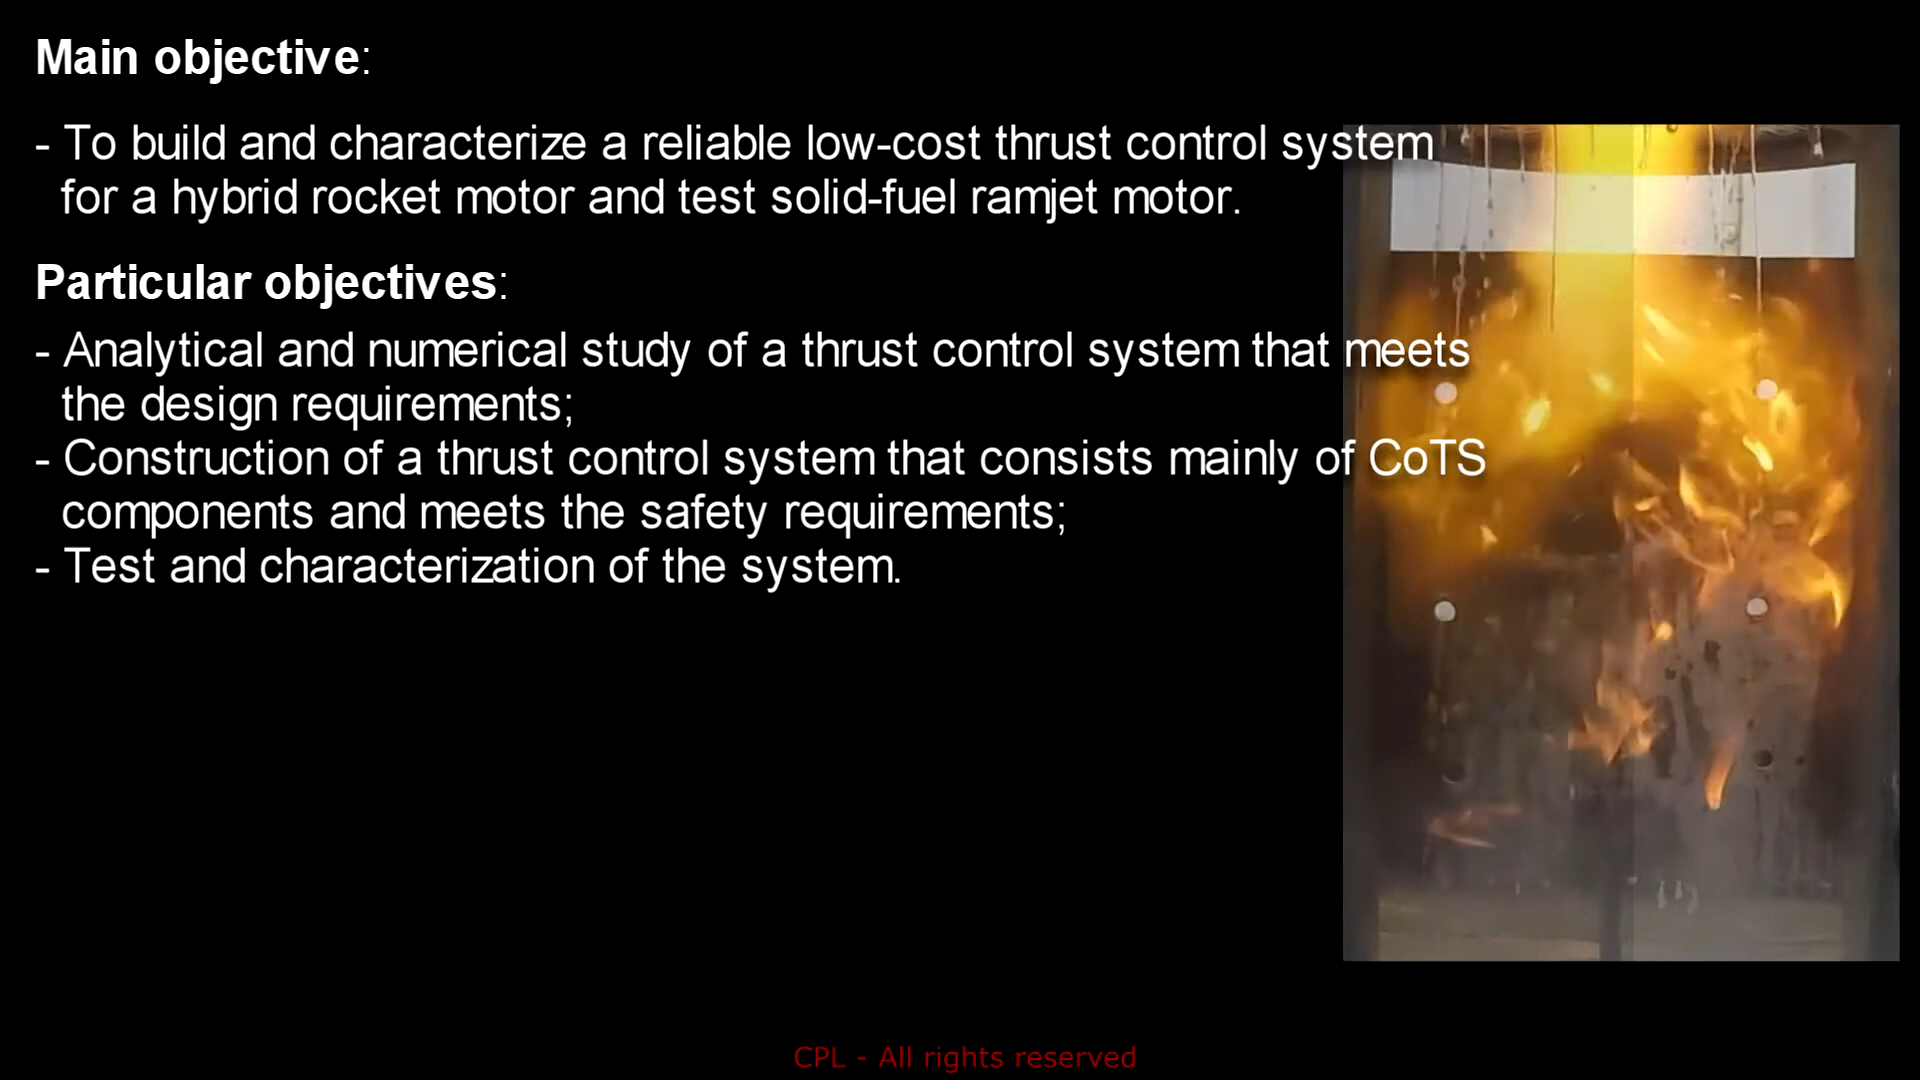 Main objective:
- To build and characterize a reliable low-cost thrust control system
for a hybrid rocket motor and test solid-fuel ramjet motor.
Particular objectives:
- Analytical and numerical study of a thrust control system that meets
the design requirements;
- Construction of a thrust control system that consists mainly of CoTS
components and meets the safety requirements;
- Test and characterization of the system.
CPL - All rights reserved